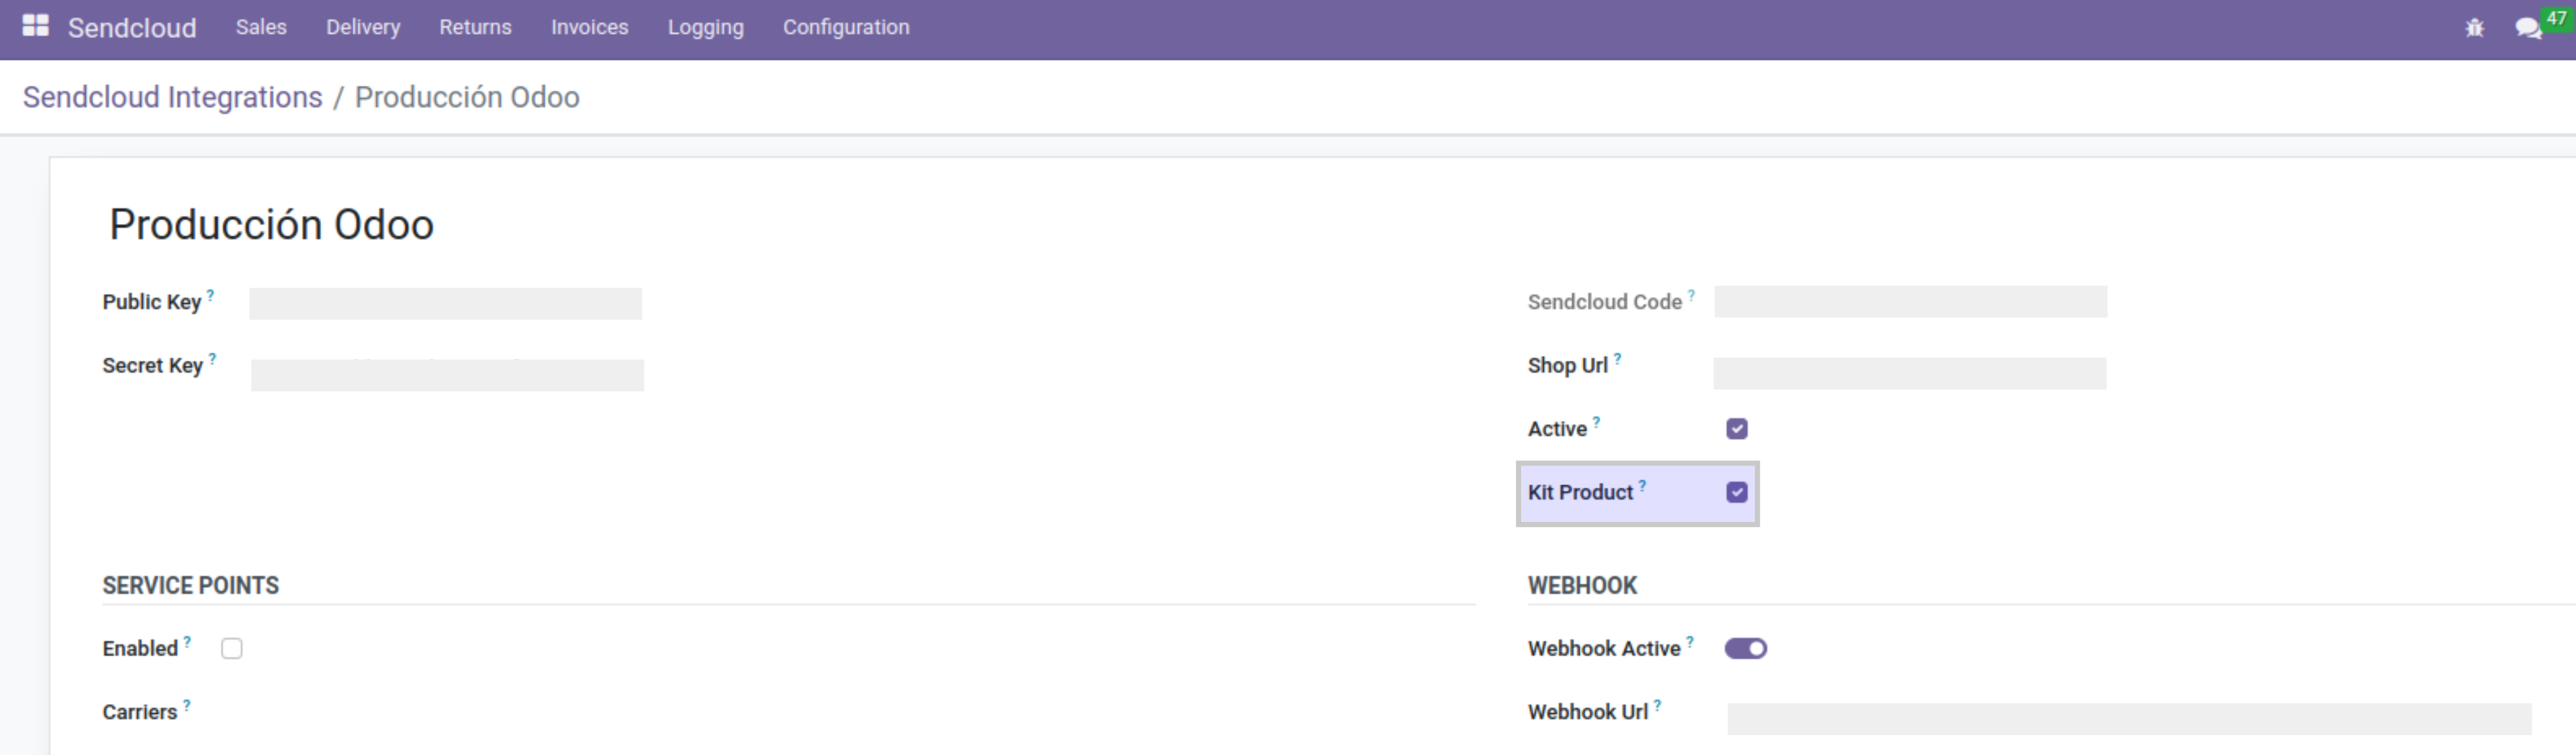 Sendcloud Sales Delivery Returns Invoices Logging Configuration 47
Sendcloud Integrations / Producción Odoo
Producción Odoo
Public Key ?
Sendcloud Code ?
Secret Key ?
Shop Url ?
Active ?
Kit Product ?
SERVICE POINTS
WEBHOOK
Enabled ?
Webhook Active ?
Carriers ?
Webhook Url ?